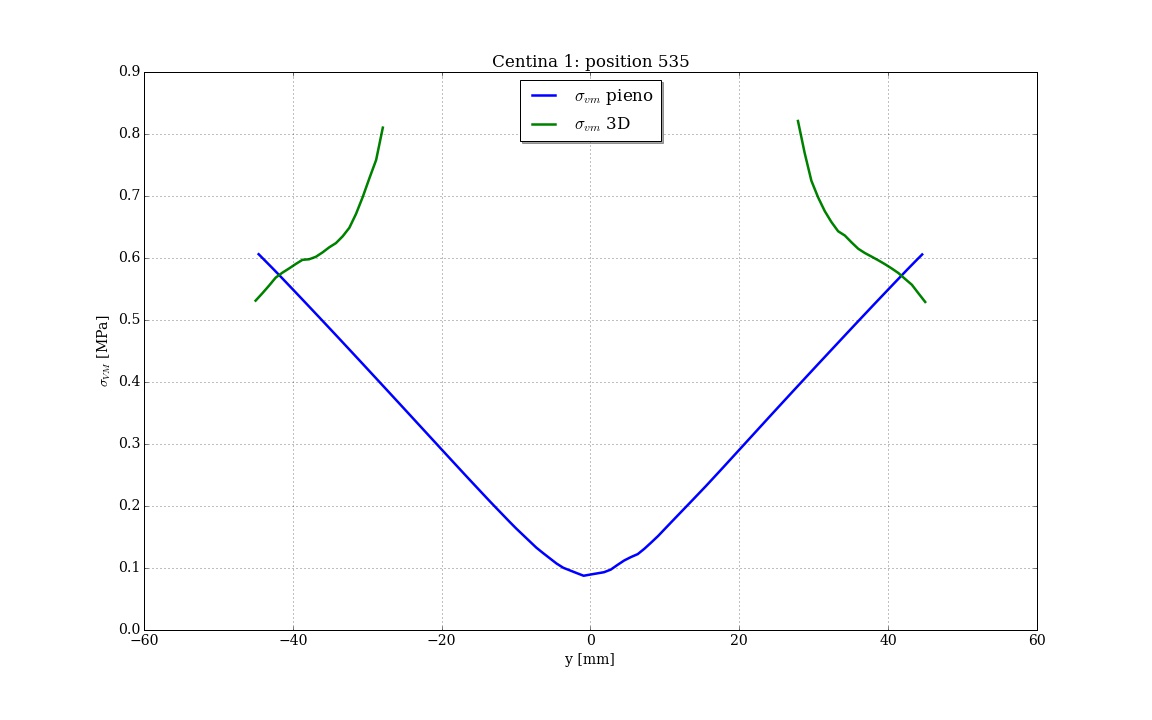 Centina 1: position 535
σvm pieno
σvm 3D
0.9
0.8
0.7
0.6
0.5
0.4
0.3
0.2
0.1
0.0
σVM [MPa]
−60 −40 −20 0 20 40 60
y [mm]